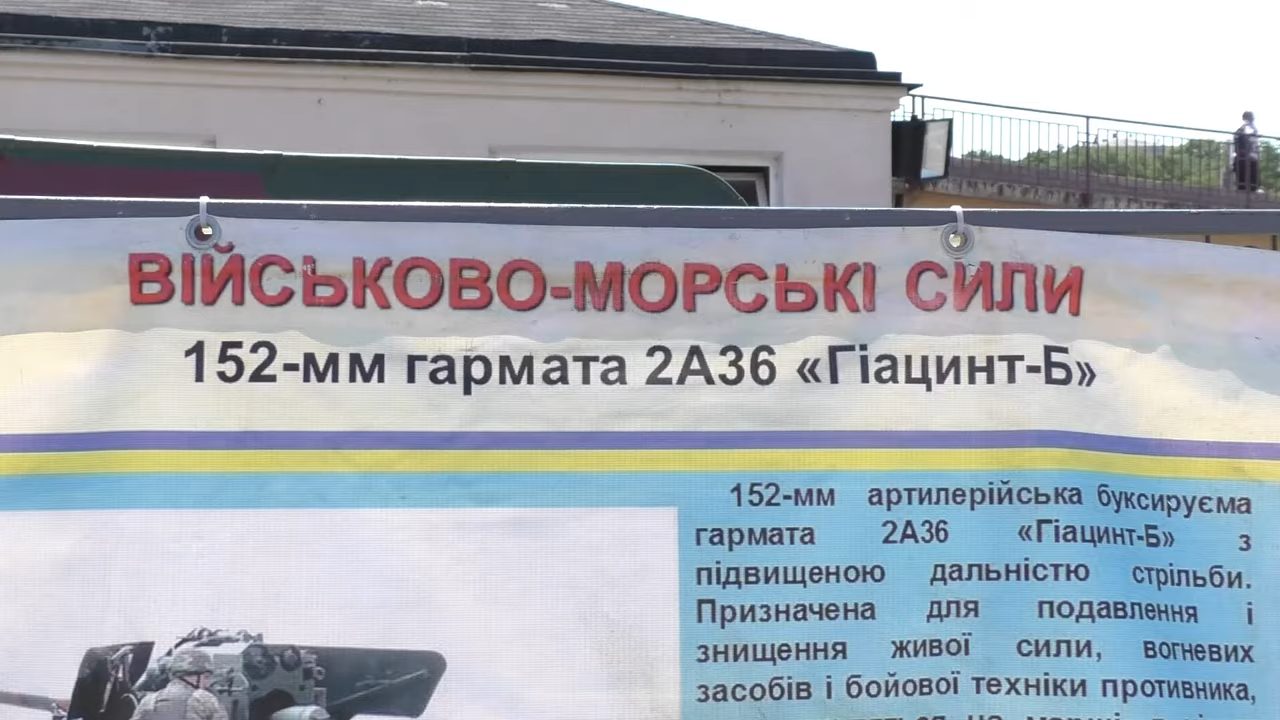 ВІЙСЬКОВО-МОРСЬКІ СИЛИ
152-мм гармата 2А36 «Гіацинт-Б»
152-мм артилерійська буксируєма
гармата 2А36 «Гіацинт-Б» з
підвищеною дальністю стрільби.
Призначена для подавлення і
знищення живої сили, вогневих
засобів і бойової техніки противника,